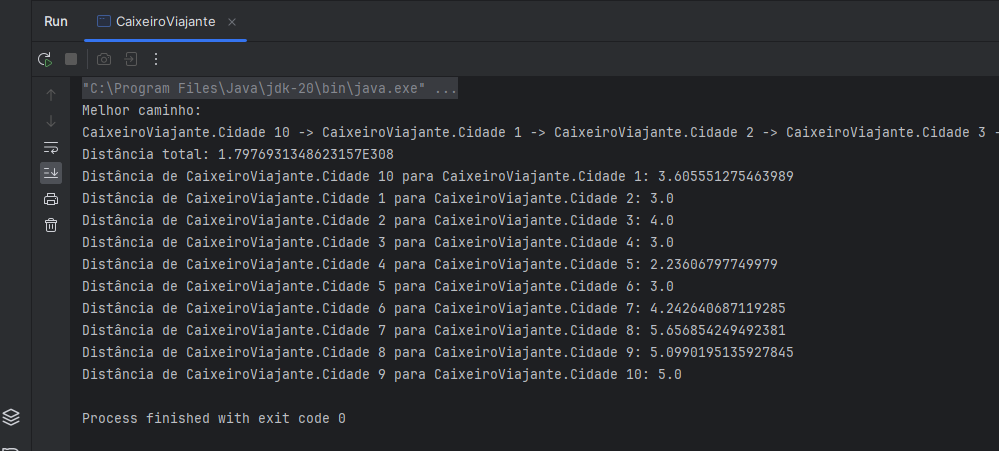 Run CaixeiroViajante ×
"C:\Program Files\Java\jdk-20\bin\java.exe" ...
Melhor caminho:
CaixeiroViajante.Cidade 10 -> CaixeiroViajante.Cidade 1 -> CaixeiroViajante.Cidade 2 -> CaixeiroViajante.Cidade 3 -
Distância total: 1.7976931348623157E308
Distância de CaixeiroViajante.Cidade 10 para CaixeiroViajante.Cidade 1: 3.605551275463989
Distância de CaixeiroViajante.Cidade 1 para CaixeiroViajante.Cidade 2: 3.0
Distância de CaixeiroViajante.Cidade 2 para CaixeiroViajante.Cidade 3: 4.0
Distância de CaixeiroViajante.Cidade 3 para CaixeiroViajante.Cidade 4: 3.0
Distância de CaixeiroViajante.Cidade 4 para CaixeiroViajante.Cidade 5: 2.23606797749979
Distância de CaixeiroViajante.Cidade 5 para CaixeiroViajante.Cidade 6: 3.0
Distância de CaixeiroViajante.Cidade 6 para CaixeiroViajante.Cidade 7: 4.242640687119285
Distância de CaixeiroViajante.Cidade 7 para CaixeiroViajante.Cidade 8: 5.656854249492381
Distância de CaixeiroViajante.Cidade 8 para CaixeiroViajante.Cidade 9: 5.0990195135927845
Distância de CaixeiroViajante.Cidade 9 para CaixeiroViajante.Cidade 10: 5.0
Process finished with exit code 0